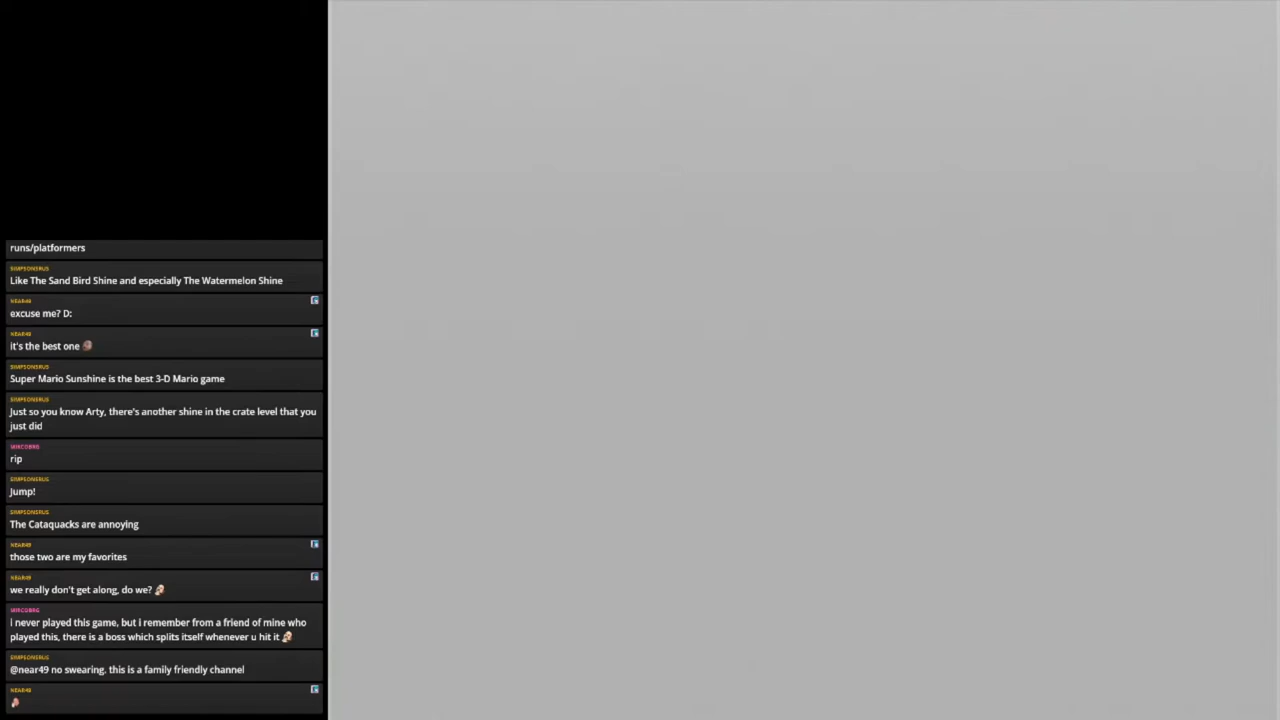 runs/platformers
SIMPSONSRUS
Like The Sand Bird Shine and especially The Watermelon Shine
NEAR49
excuse me? D:
NEAR49
it's the best one
SIMPSONSRUS
Super Mario Sunshine is the best 3-D Mario game
SIMPSONSRUS
Just so you know Arty, there's another shine in the crate level that you
just did
rip
SIMPSONSRUS
Jump!
SIMPSONSRUS
The Cataquacks are annoying
NEAR49
those two are my favorites
NEAR49
we really don't get along, do we?
i never played this game, but i remember from a friend of mine who
played this, there is a boss which splits itself whenever u hit it
SIMPSONSRUS
@near49 no swearing. this is a family friendly channel
NEAR49